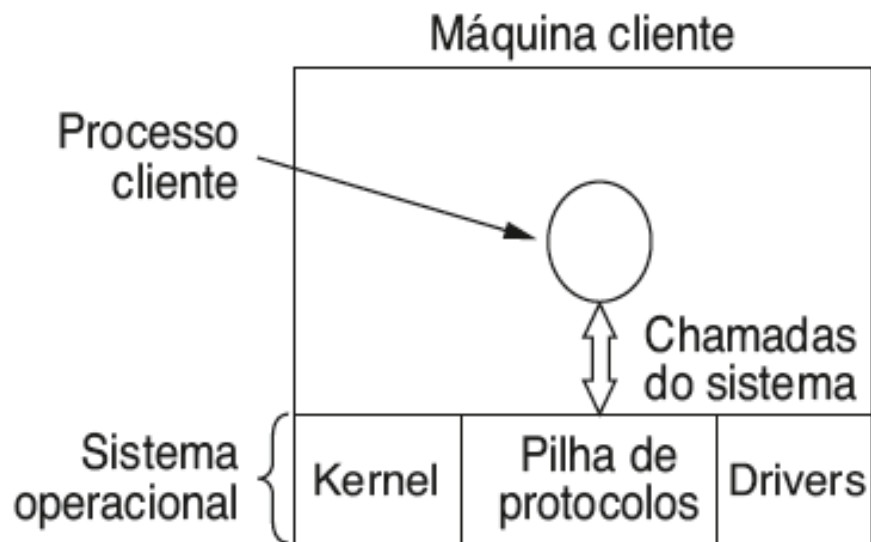 Máquina cliente
Processo
cliente
Chamadas
do sistema
Sistema
operacional
Kernel
Pilha de
protocolos
Drivers